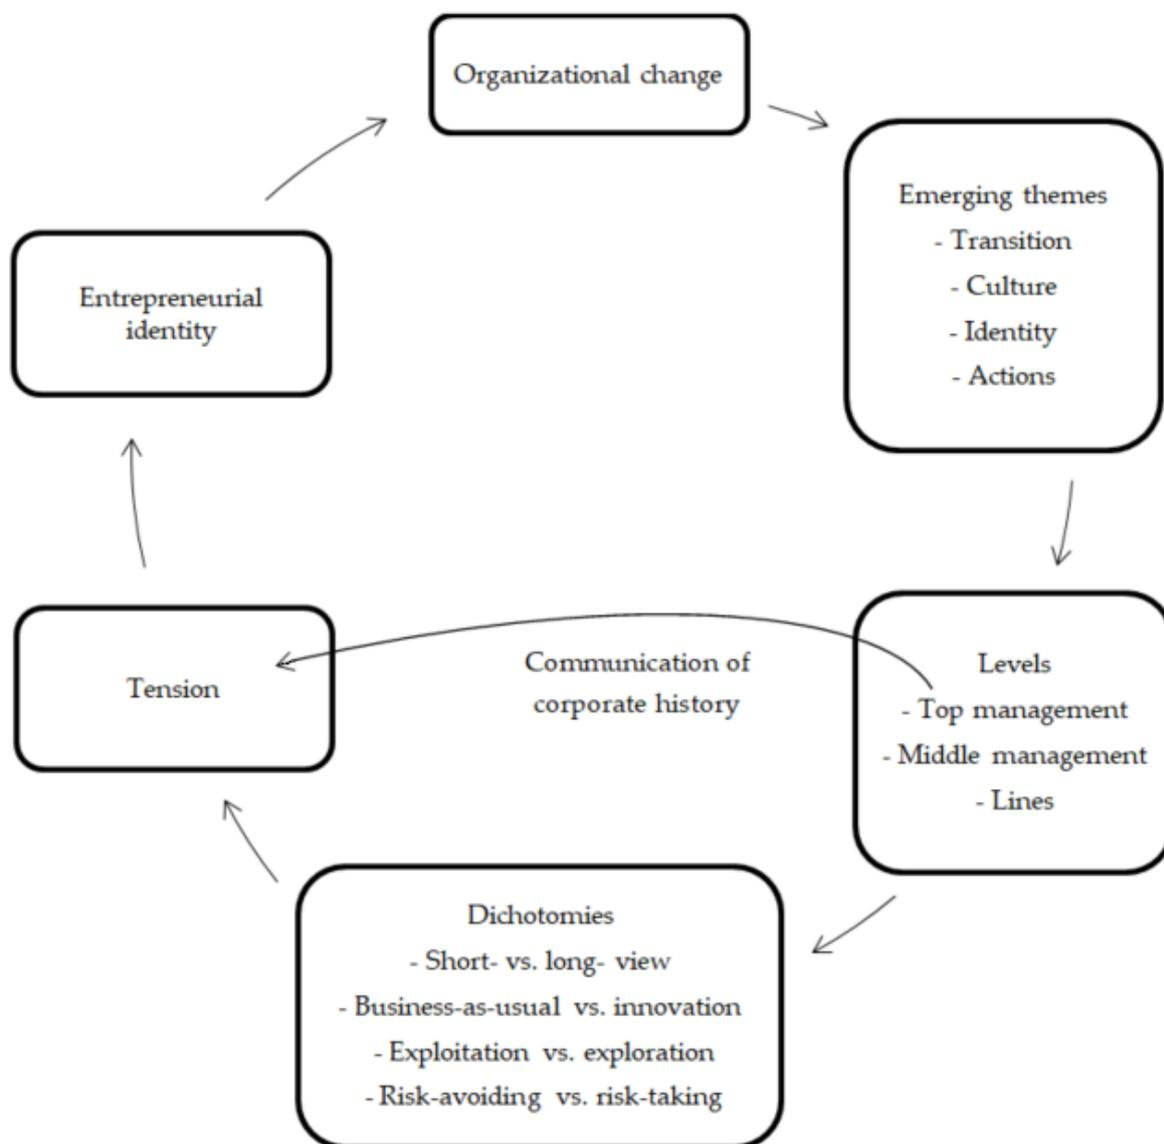 Organizational change
Emerging themes
- Transition
- Culture
- Identity
- Actions
Entrepreneurial
identity
Levels
- Top management
- Middle management
- Lines
Communication of
corporate history
Tension
Dichotomies
- Short- vs. long- view
- Business-as-usual vs. innovation
- Exploitation vs. exploration
- Risk-avoiding vs. risk-taking